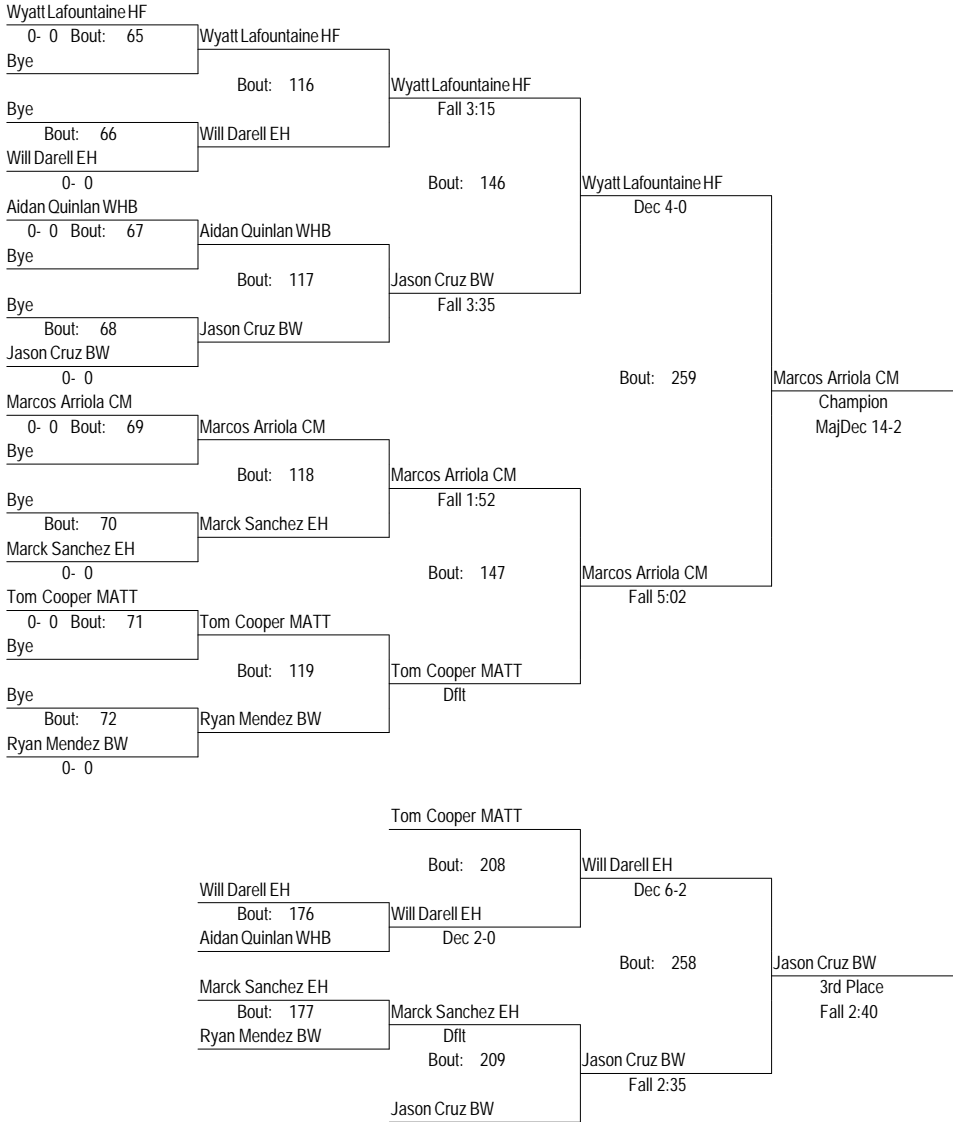 Wyatt Lafountaine HF
0- 0 Bout: 65 Wyatt Lafountaine HF
Bye
Bout: 116 Wyatt Lafountaine HF
Bye Fall 3:15
Bout: 66 Will Darell EH
Will Darell EH
0- 0 Bout: 146 Wyatt Lafountaine HF
Aidan Quinlan WHB Dec 4-0
0- 0 Bout: 67 Aidan Quinlan WHB
Bye
Bout: 117 Jason Cruz BW
Bye Fall 3:35
Bout: 68 Jason Cruz BW
Jason Cruz BW
0- 0 Bout: 259 Marcos Arriola CM
Marcos Arriola CM Champion
0- 0 Bout: 69 Marcos Arriola CM MajDec 14-2
Bye
Bout: 118 Marcos Arriola CM
Bye Fall 1:52
Bout: 70 Marck Sanchez EH
Marck Sanchez EH
0- 0 Bout: 147 Marcos Arriola CM
Tom Cooper MATT Fall 5:02
0- 0 Bout: 71 Tom Cooper MATT
Bye
Bout: 119 Tom Cooper MATT
Bye Dflt
Bout: 72 Ryan Mendez BW
Ryan Mendez BW
0- 0
Tom Cooper MATT
Bout: 208 Will Darell EH
Will Darell EH Dec 6-2
Bout: 176 Will Darell EH
Aidan Quinlan WHB Dec 2-0
Bout: 258 Jason Cruz BW
Marck Sanchez EH 3rd Place
Bout: 177 Marck Sanchez EH Fall 2:40
Ryan Mendez BW Dflt
Bout: 209 Jason Cruz BW
Fall 2:35
Jason Cruz BW